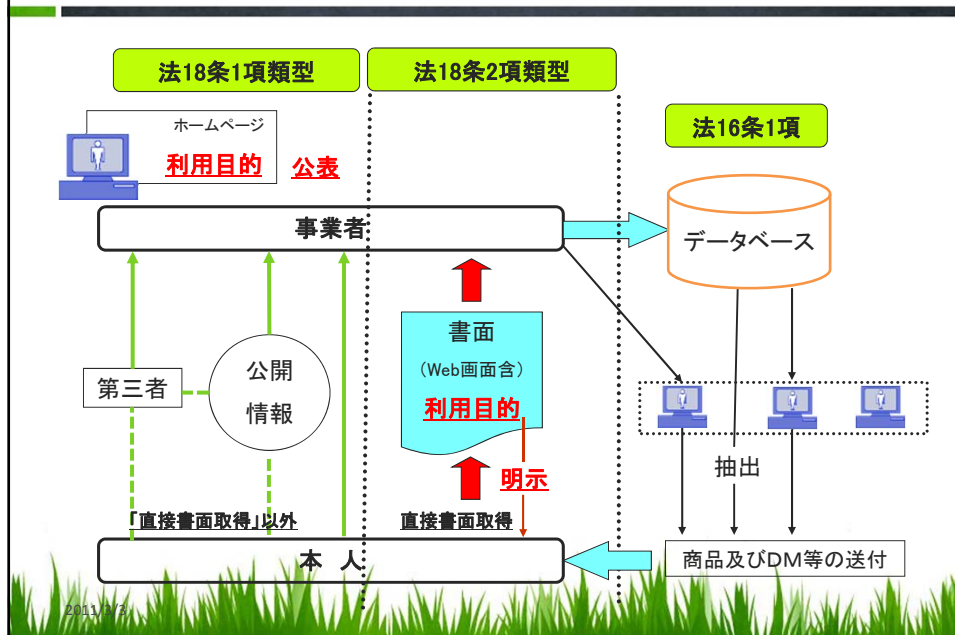 法18条1項類型
法18条2項類型
法16条1項
ホームページ
利用目的
公表
事業者
データベース
書面
(Web画面含)
利用目的
第三者
公開
情報
明示
抽出
「直接書面取得」以外
直接書面取得
本 人
商品及びDM等の送付
2011/3/3